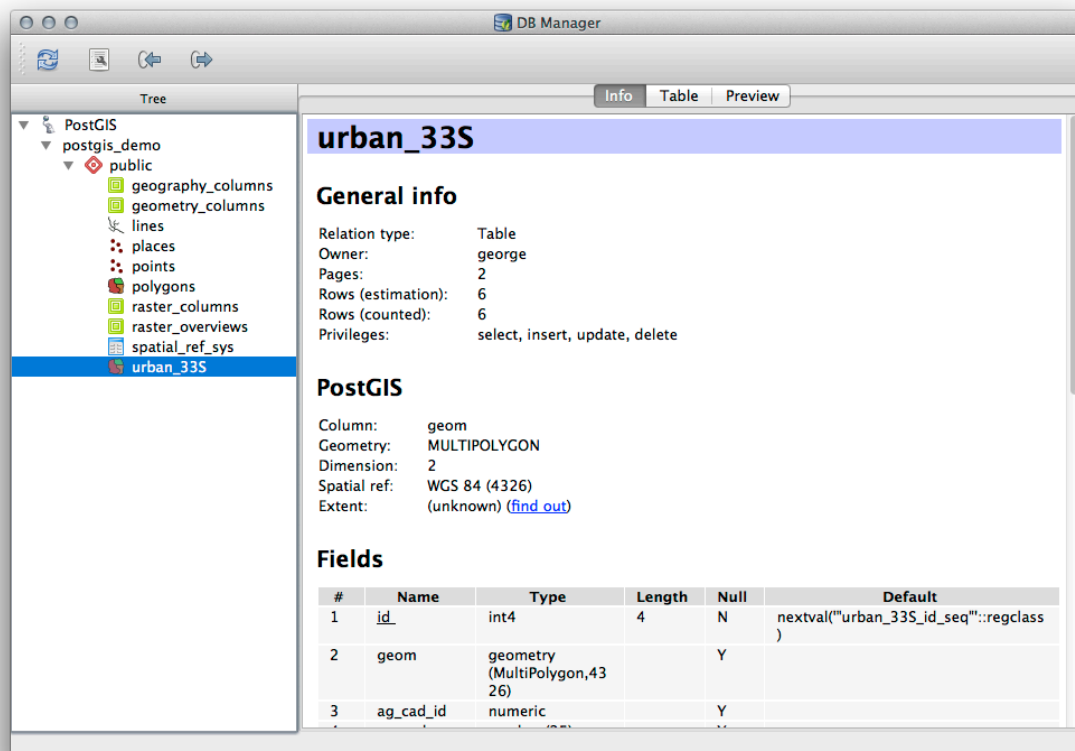 DB Manager
Tree
Info Table Preview
PostGIS
postgis_demo
public
geography_columns
geometry_columns
lines
places
points
polygons
raster_columns
raster_overviews
spatial_ref_sys
urban_33S
urban_33S
General info
Relation type: Table
Owner: george
Pages: 2
Rows (estimation): 6
Rows (counted): 6
Privileges: select, insert, update, delete
PostGIS
Column: geom
Geometry: MULTIPOLYGON
Dimension: 2
Spatial ref: WGS 84 (4326)
Extent: (unknown) (find out)
Fields
# Name Type Length Null Default
1 id int4 4 N nextval('"urban_33S_id_seq"'::regclass
)
2 geom geometry Y
(MultiPolygon,43
26)
3 ag_cad_id numeric Y